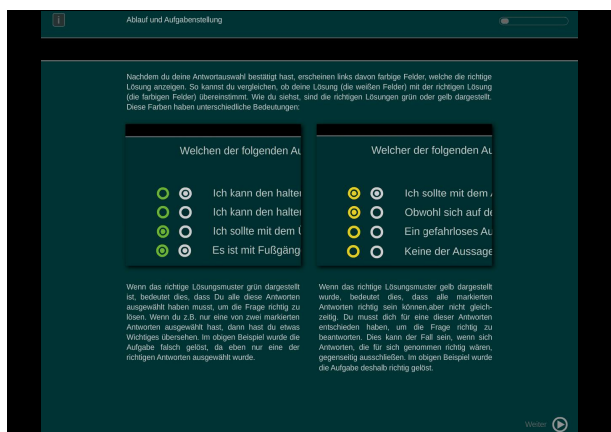 i
Ablauf und Aufgabenstellung
Nachdem du deine Antwortauswahl bestätigt hast, erscheinen links davon farbige Felder, welche die richtige
Lösung anzeigen. So kannst du vergleichen, ob deine Lösung (die weißen Felder) mit der richtigen Lösung
(die farbigen Felder) übereinstimmt. Wie du siehst, sind die richtigen Lösungen grün oder gelb dargestellt.
Diese Farben haben unterschiedliche Bedeutungen:
Welchen der folgenden Au
Ich kann den halte
Ich kann den halte
Ich sollte mit dem
Es ist mit Fußgäng
Wenn das richtige Lösungsmuster grün dargestellt
ist, bedeutet dies, dass Du alle diese Antworten
ausgewählt haben musst, um die Frage richtig zu
lösen. Wenn du z.B. nur eine von zwei markierten
Antworten ausgewählt hast, dann hast du etwas
Wichtiges übersehen. Im obigen Beispiel wurde die
Aufgabe falsch gelöst, da eben nur eine der
richtigen Antworten ausgewählt wurde.
Welcher der folgenden Au
Ich sollte mit dem
Obwohl sich auf de
Ein gefahrloses Au
Keine der Aussage
Wenn das richtige Lösungsmuster gelb dargestellt
wurde, bedeutet dies, dass alle markierten
Antworten richtig sein können,aber nicht gleich-
zeitig. Du musst dich für eine dieser Antworten
entschieden haben, um die Frage richtig zu
beantworten. Dies kann der Fall sein, wenn sich
Antworten, die für sich genommen richtig wären,
gegenseitig ausschließen. Im obigen Beispiel wurde
die Aufgabe deshalb richtig gelöst.
Weiter